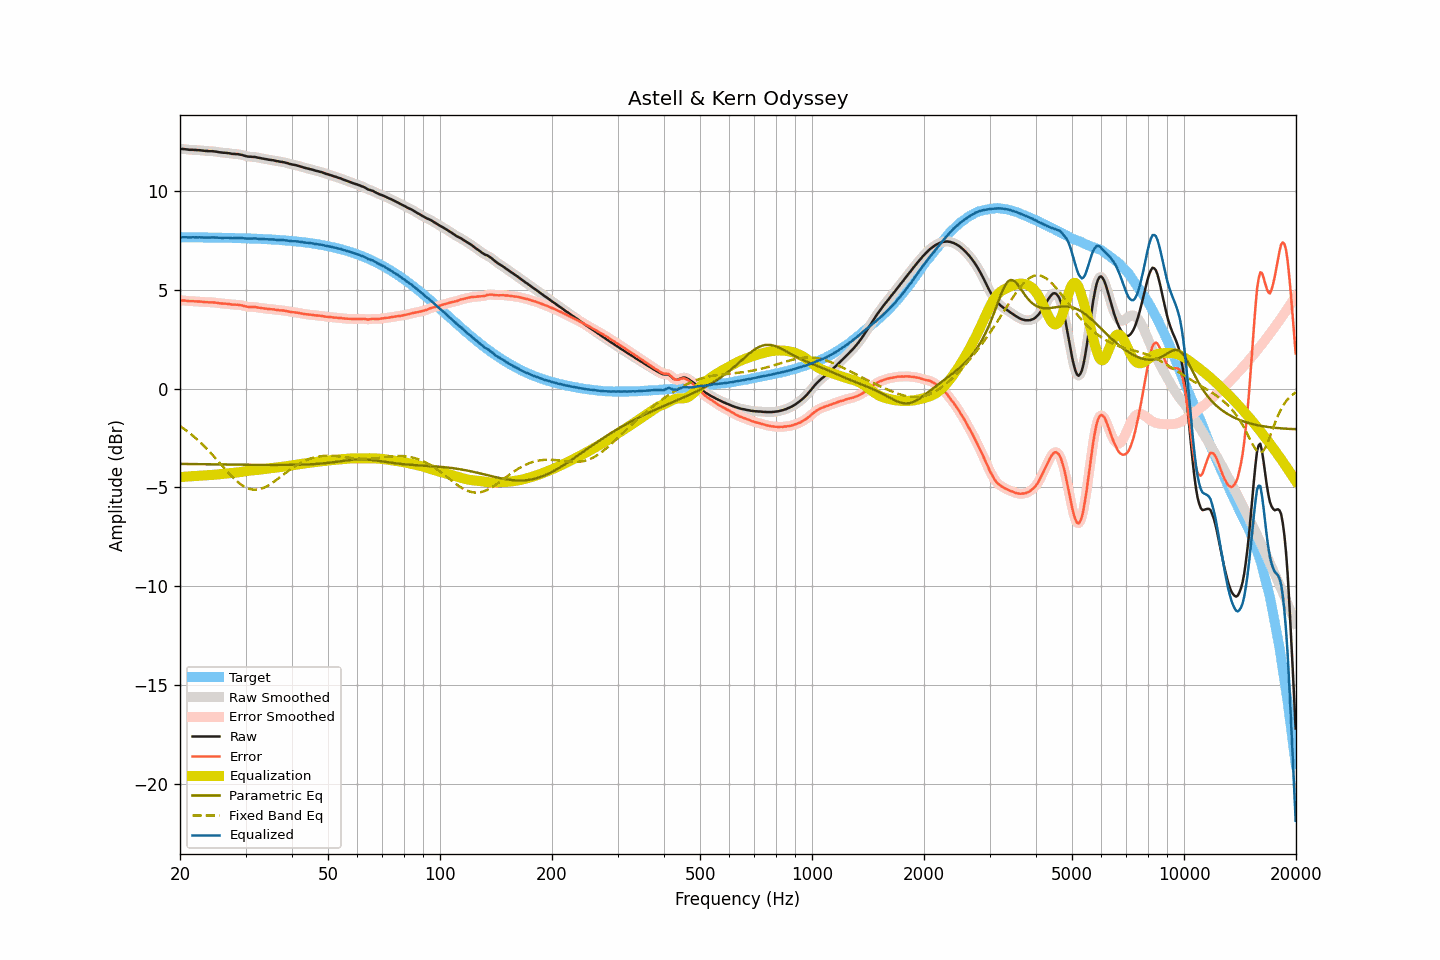 Astell & Kern Odyssey
Amplitude (dBr)
10
5
0
−5
−10
−15
−20
Target
Raw Smoothed
Error Smoothed
Raw
Error
Equalization
Parametric Eq
Fixed Band Eq
Equalized
20 50 100 200 500 1000 2000 5000 10000 20000
Frequency (Hz)